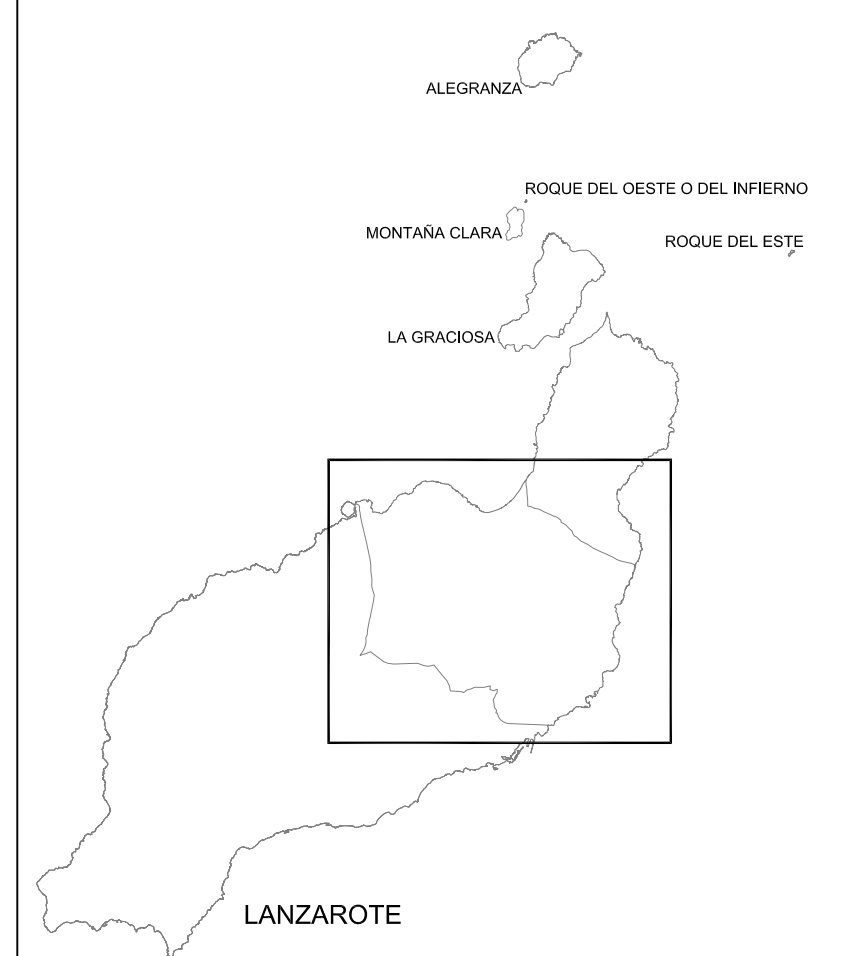 ALEGRANZA
ROQUE DEL OESTE O DEL INFIERNO
MONTAÑA CLARA
ROQUE DEL ESTE
LA GRACIOSA
LANZAROTE